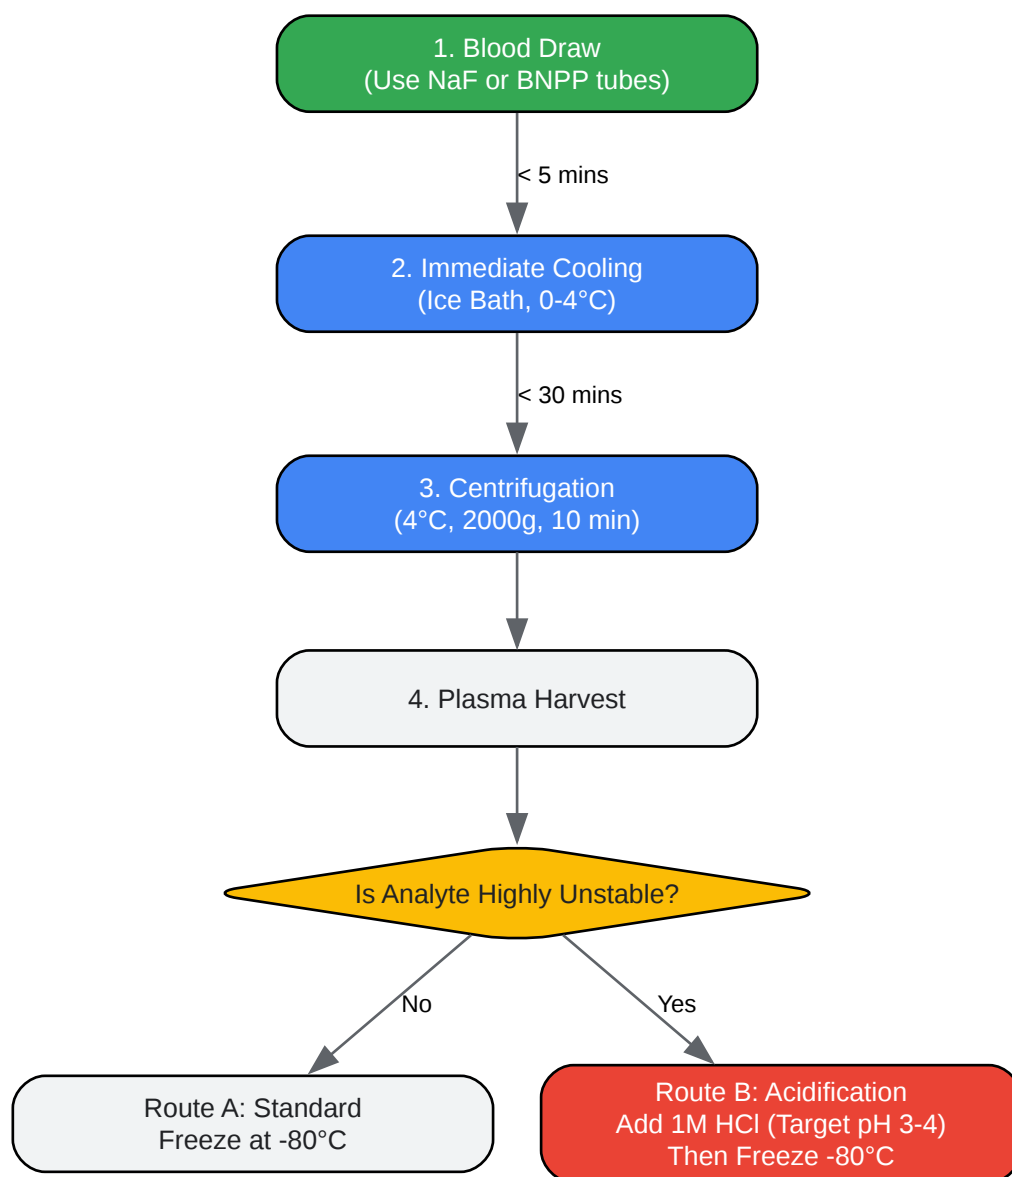 1. Blood Draw
(Use NaF or BNPP tubes)
< 5 mins
2. Immediate Cooling
(Ice Bath, 0-4°C)
< 30 mins
3. Centrifugation
(4°C, 2000g, 10 min)
4. Plasma Harvest
Is Analyte Highly Unstable?
No
Yes
Route A: Standard
Freeze at -80°C
Route B: Acidification
Add 1M HCl (Target pH 3-4)
Then Freeze -80°C